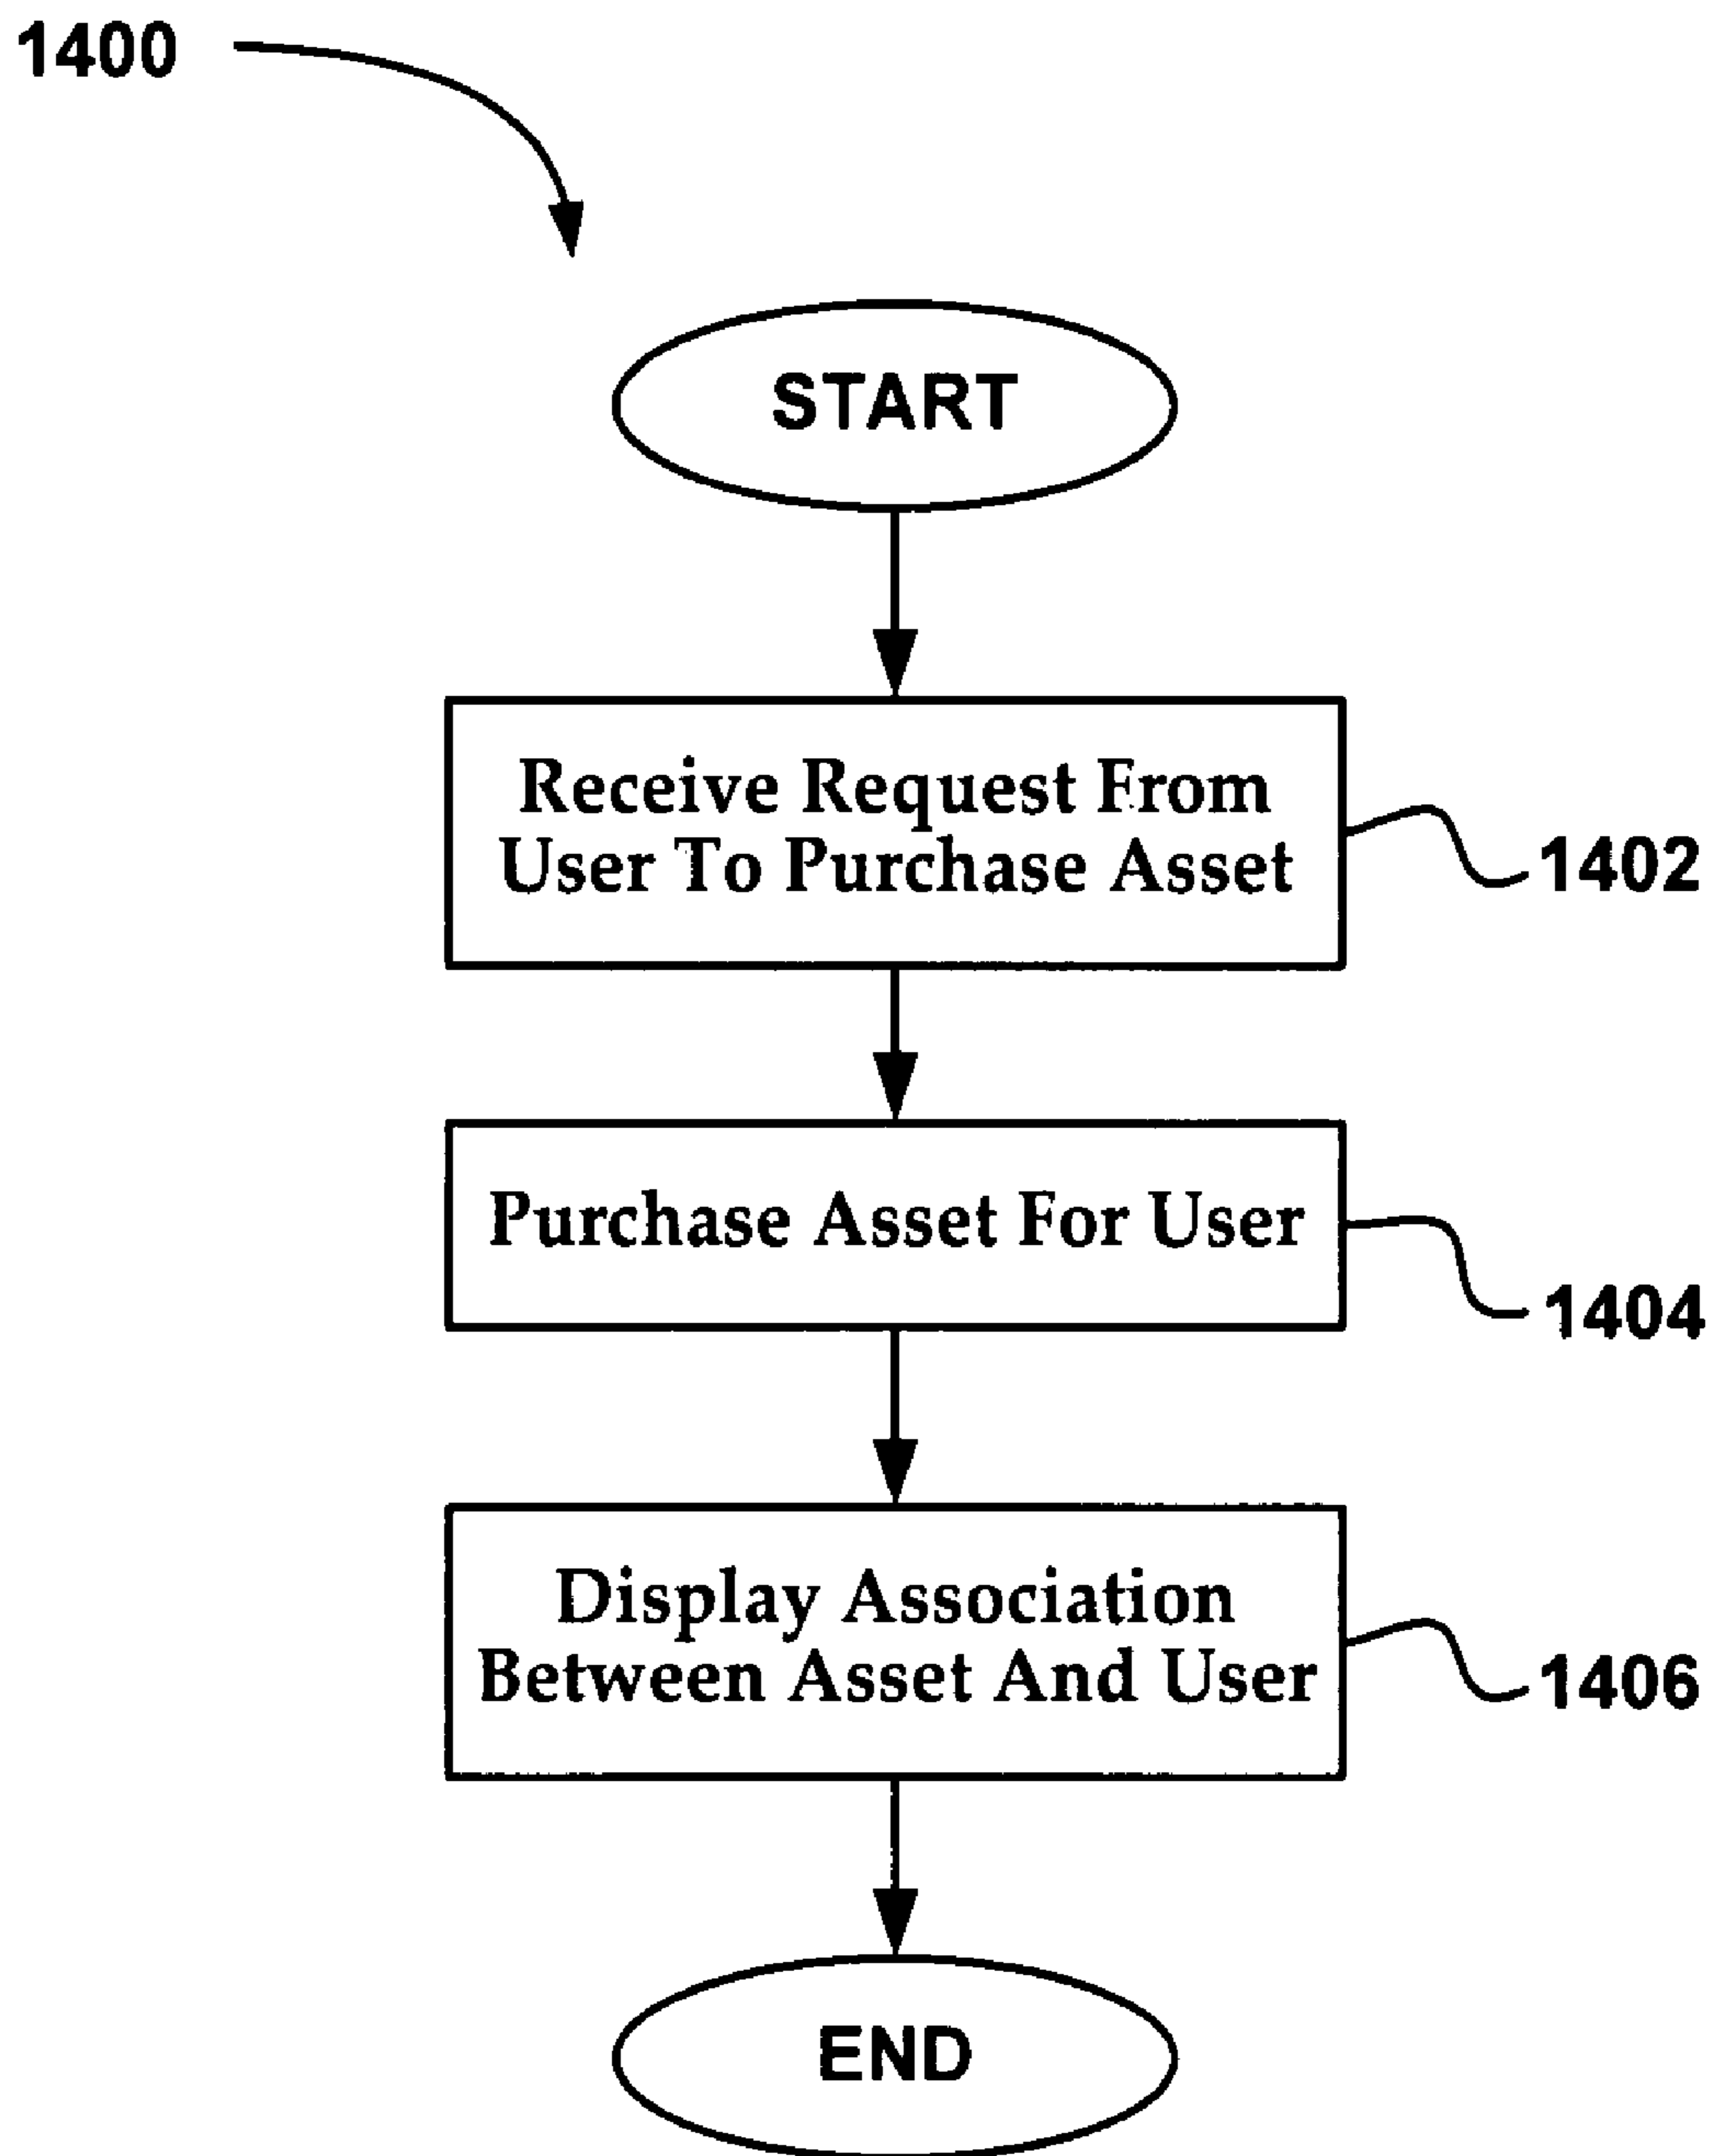 1400
START
Receive Request From
User To Purchase Asset
1402
Purchase Asset For User
1404
Display Association
Between Asset And User
1406
END